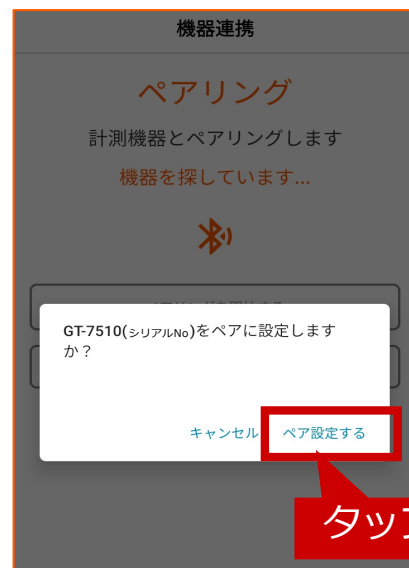 機器連携
ペアリング
計測機器とペアリングします
機器を探しています...
GT-7510(シリアルNo)をペアに設定します
か？
キャンセル
ペア設定する